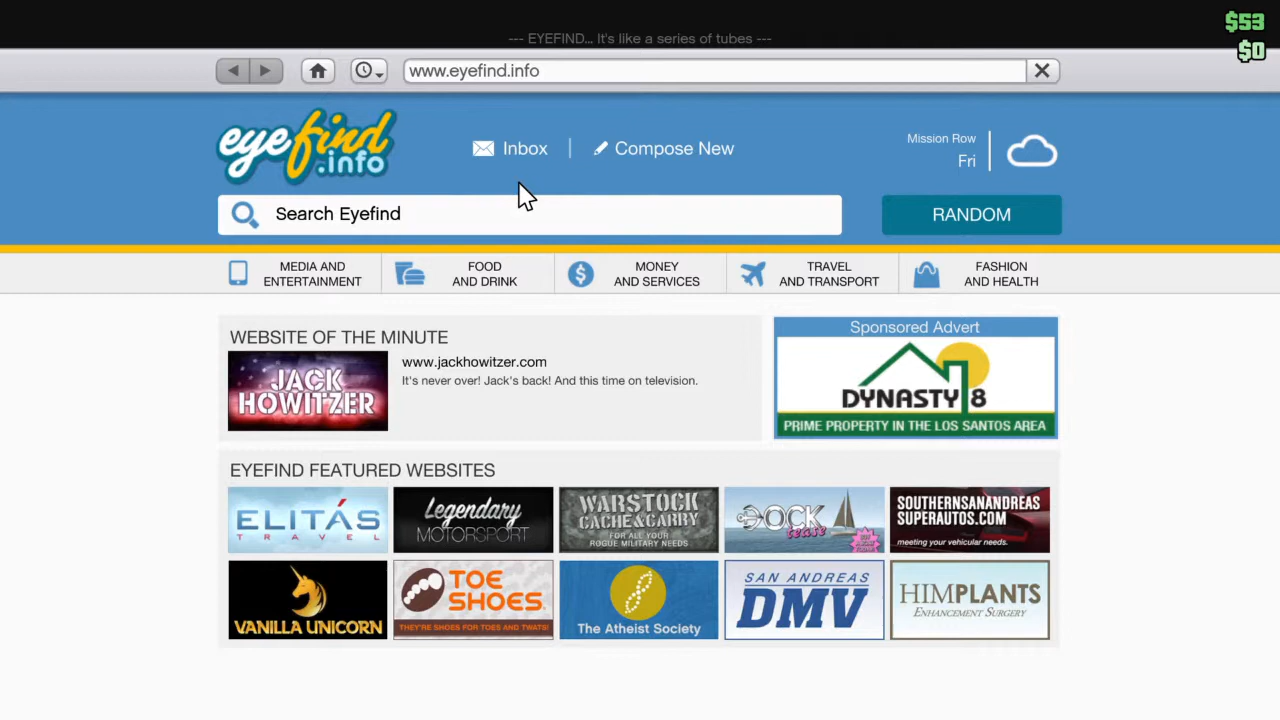 $53
--- EYEFIND... It's like a series of tubes ---
$0
www.eyefind.info
eyefind
.info
Inbox
Compose New
Mission Row
Fri
Search Eyefind
RANDOM
MEDIA AND
ENTERTAINMENT
FOOD
AND DRINK
MONEY
AND SERVICES
TRAVEL
AND TRANSPORT
FASHION
AND HEALTH
WEBSITE OF THE MINUTE
JACK
HOWITZER
www.jackhowitzer.com
It's never over! Jack's back! And this time on television.
Sponsored Advert
DYNASTY 8
PRIME PROPERTY IN THE LOS SANTOS AREA
EYEFIND FEATURED WEBSITES
ELITÁS
TRAVEL
Legendary
MOTORSPORT
WARSTOCK
CACHE&CARRY
FOR ALL YOUR
ROGUE MILITARY NEEDS
DOCK
tease
SOUTHERNSANANDREAS
SUPERAUTOS.COM
meeting your vehicular needs.
VANILLA UNICORN
TOE
SHOES
THEY'RE SHOES FOR TOES AND TWATS!
The Atheist Society
SAN ANDREAS
DMV
HIMPLANTS
ENHANCEMENT SURGERY